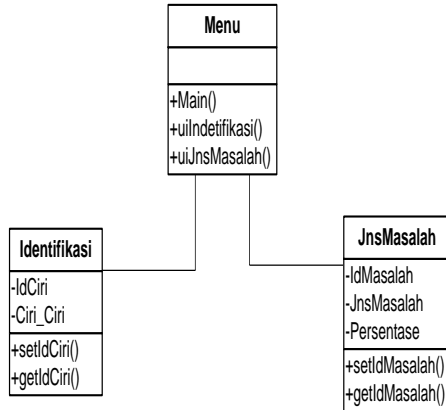 Menu
+Main()
+uiIndetifikasi()
+uiJnsMasalah()
Identifikasi
-IdCiri
-Ciri_Ciri
+setIdCiri()
+getIdCiri()
JnsMasalah
-IdMasalah
-JnsMasalah
-Persentase
+setIdMasalah()
+getIdMasalah()